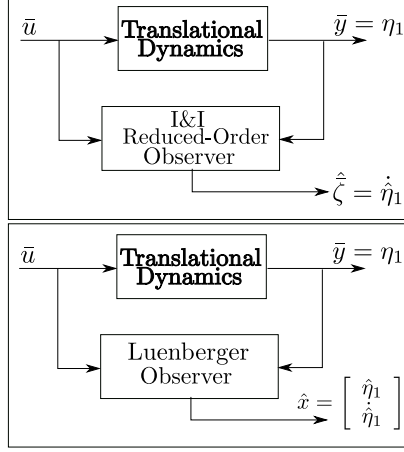 ū
Translational
Dynamics
ȳ = η₁
I&I
Reduced-Order
Observer
ζ̄̂ = η̂̇₁
ū
Translational
Dynamics
ȳ = η₁
Luenberger
Observer
x̂ = [ η̂₁
η̂̇₁ ]